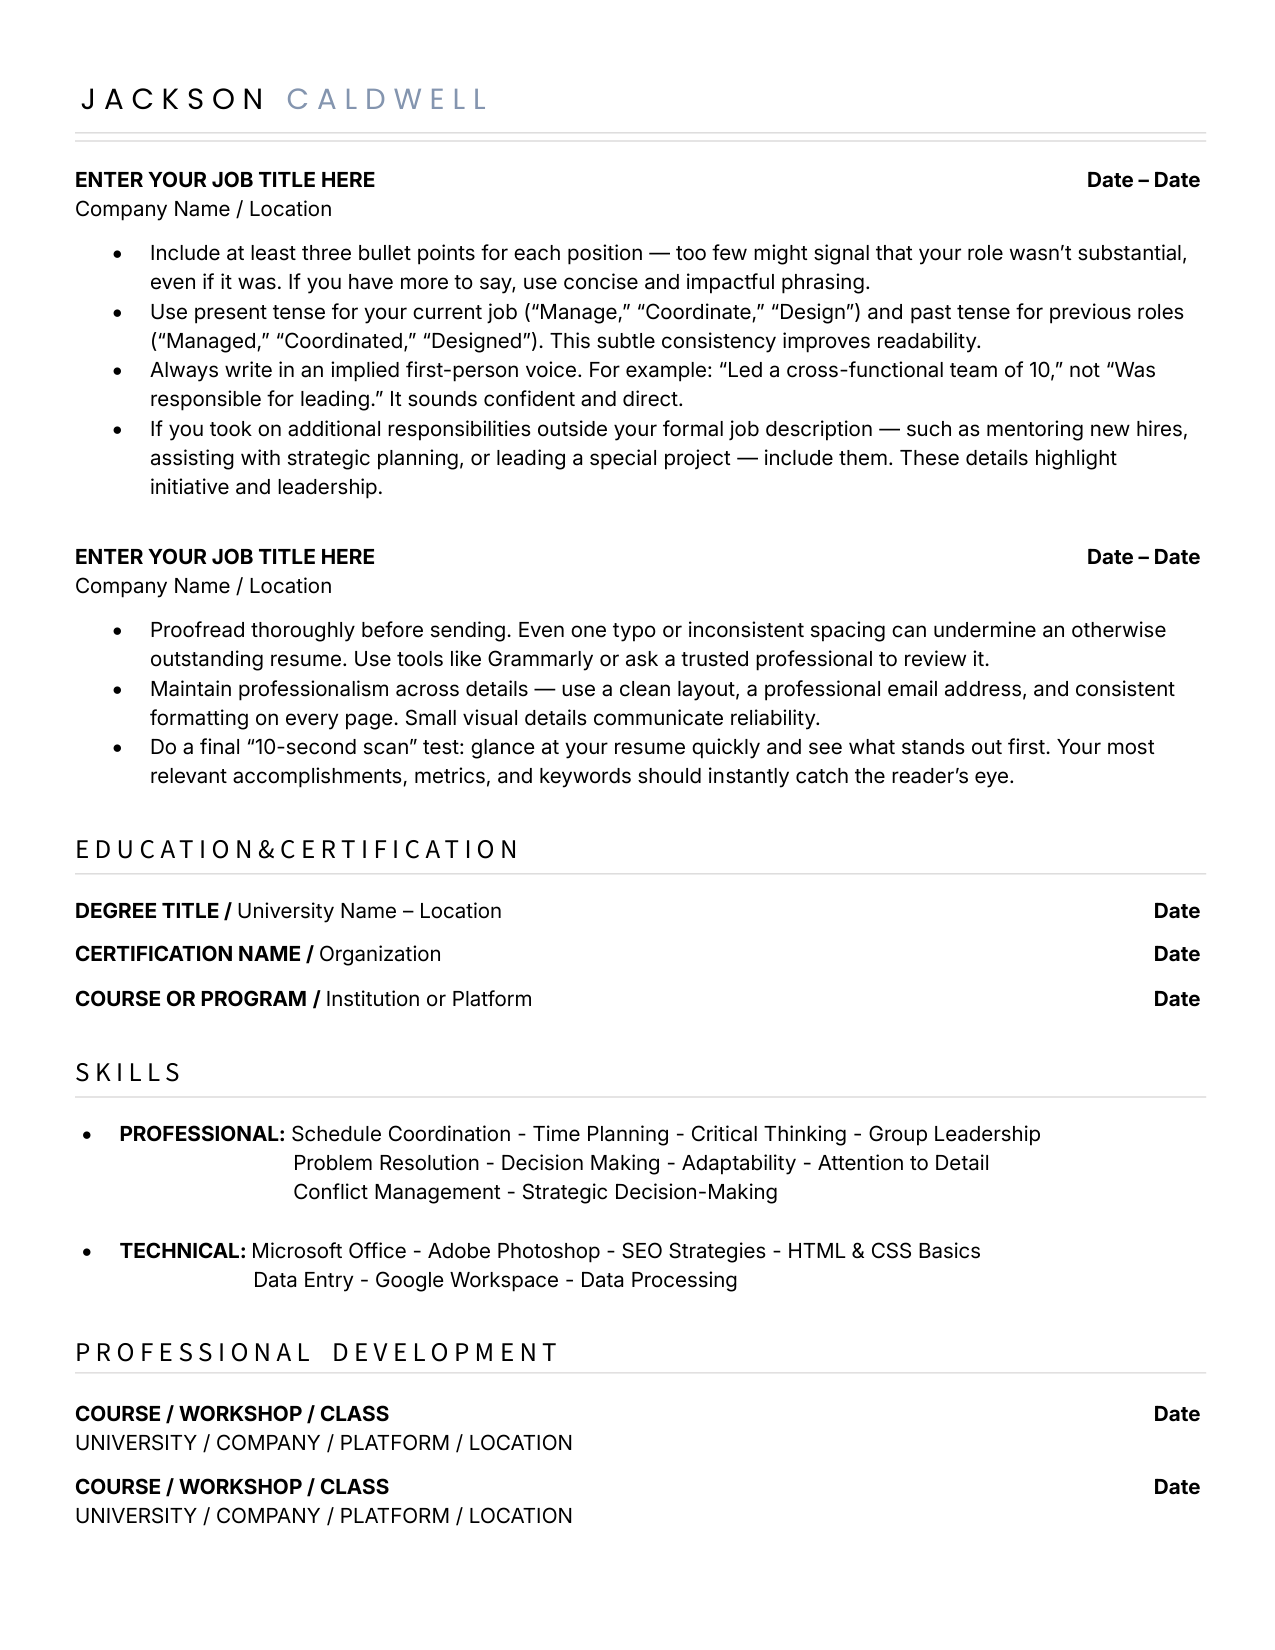 JACKSON CALDWELL
ENTER YOUR JOB TITLE HERE Date – Date
Company Name / Location
• Include at least three bullet points for each position — too few might signal that your role wasn’t substantial,
even if it was. If you have more to say, use concise and impactful phrasing.
• Use present tense for your current job (“Manage,” “Coordinate,” “Design”) and past tense for previous roles
(“Managed,” “Coordinated,” “Designed”). This subtle consistency improves readability.
• Always write in an implied first-person voice. For example: “Led a cross-functional team of 10,” not “Was
responsible for leading.” It sounds confident and direct.
• If you took on additional responsibilities outside your formal job description — such as mentoring new hires,
assisting with strategic planning, or leading a special project — include them. These details highlight
initiative and leadership.
ENTER YOUR JOB TITLE HERE Date – Date
Company Name / Location
• Proofread thoroughly before sending. Even one typo or inconsistent spacing can undermine an otherwise
outstanding resume. Use tools like Grammarly or ask a trusted professional to review it.
• Maintain professionalism across details — use a clean layout, a professional email address, and consistent
formatting on every page. Small visual details communicate reliability.
• Do a final “10-second scan” test: glance at your resume quickly and see what stands out first. Your most
relevant accomplishments, metrics, and keywords should instantly catch the reader’s eye.
EDUCATION&CERTIFICATION
DEGREE TITLE / University Name – Location Date
CERTIFICATION NAME / Organization Date
COURSE OR PROGRAM / Institution or Platform Date
SKILLS
• PROFESSIONAL: Schedule Coordination - Time Planning - Critical Thinking - Group Leadership
Problem Resolution - Decision Making - Adaptability - Attention to Detail
Conflict Management - Strategic Decision-Making
• TECHNICAL: Microsoft Office - Adobe Photoshop - SEO Strategies - HTML & CSS Basics
Data Entry - Google Workspace - Data Processing
PROFESSIONAL DEVELOPMENT
COURSE / WORKSHOP / CLASS Date
UNIVERSITY / COMPANY / PLATFORM / LOCATION
COURSE / WORKSHOP / CLASS Date
UNIVERSITY / COMPANY / PLATFORM / LOCATION